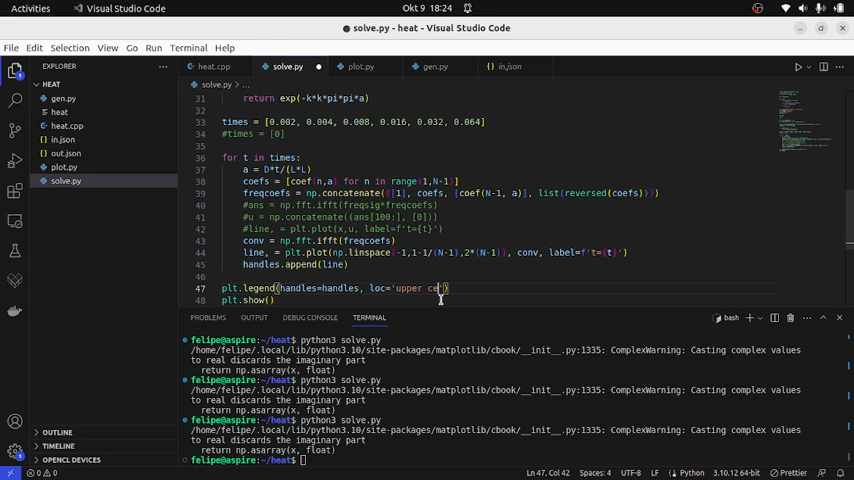 Activities Visual Studio Code Okt 9 18:24
solve.py - heat - Visual Studio Code
File Edit Selection View Go Run Terminal Help
EXPLORER ... heat.cpp solve.py plot.py gen.py in.json
HEAT
gen.py
heat
heat.cpp
in.json
out.json
plot.py
solve.py
solve.py > ...
31 return exp(-k*k*pi*pi*a)
32
33 times = [0.002, 0.004, 0.008, 0.016, 0.032, 0.064]
34 #times = [0]
35
36 for t in times:
37 a = D*t/(L*L)
38 coefs = [coef(n,a) for n in range(1,N-1)]
39 freqcoefs = np.concatenate(([1], coefs, [coef(N-1, a)], list(reversed(coefs))))
40 #ans = np.fft.ifft(freqsig*freqcoefs)
41 #u = np.concatenate((ans[100:], [0]))
42 #line, = plt.plot(x,u, label=f't={t}')
43 conv = np.fft.ifft(freqcoefs)
44 line, = plt.plot(np.linspace(-1,1-1/(N-1),2*(N-1)), conv, label=f't={t}')
45 handles.append(line)
46
47 plt.legend(handles=handles, loc='upper ce')
48 plt.show()
PROBLEMS OUTPUT DEBUG CONSOLE TERMINAL bash
felipe@aspire:~/heat$ python3 solve.py
/home/felipe/.local/lib/python3.10/site-packages/matplotlib/cbook/__init__.py:1335: ComplexWarning: Casting complex values
to real discards the imaginary part
return np.asarray(x, float)
felipe@aspire:~/heat$ python3 solve.py
/home/felipe/.local/lib/python3.10/site-packages/matplotlib/cbook/__init__.py:1335: ComplexWarning: Casting complex values
to real discards the imaginary part
return np.asarray(x, float)
felipe@aspire:~/heat$ python3 solve.py
/home/felipe/.local/lib/python3.10/site-packages/matplotlib/cbook/__init__.py:1335: ComplexWarning: Casting complex values
to real discards the imaginary part
return np.asarray(x, float)
felipe@aspire:~/heat$
OUTLINE
TIMELINE
OPENCL DEVICES
0 0 Ln 47, Col 42 Spaces: 4 UTF-8 LF Python 3.10.12 64-bit Prettier